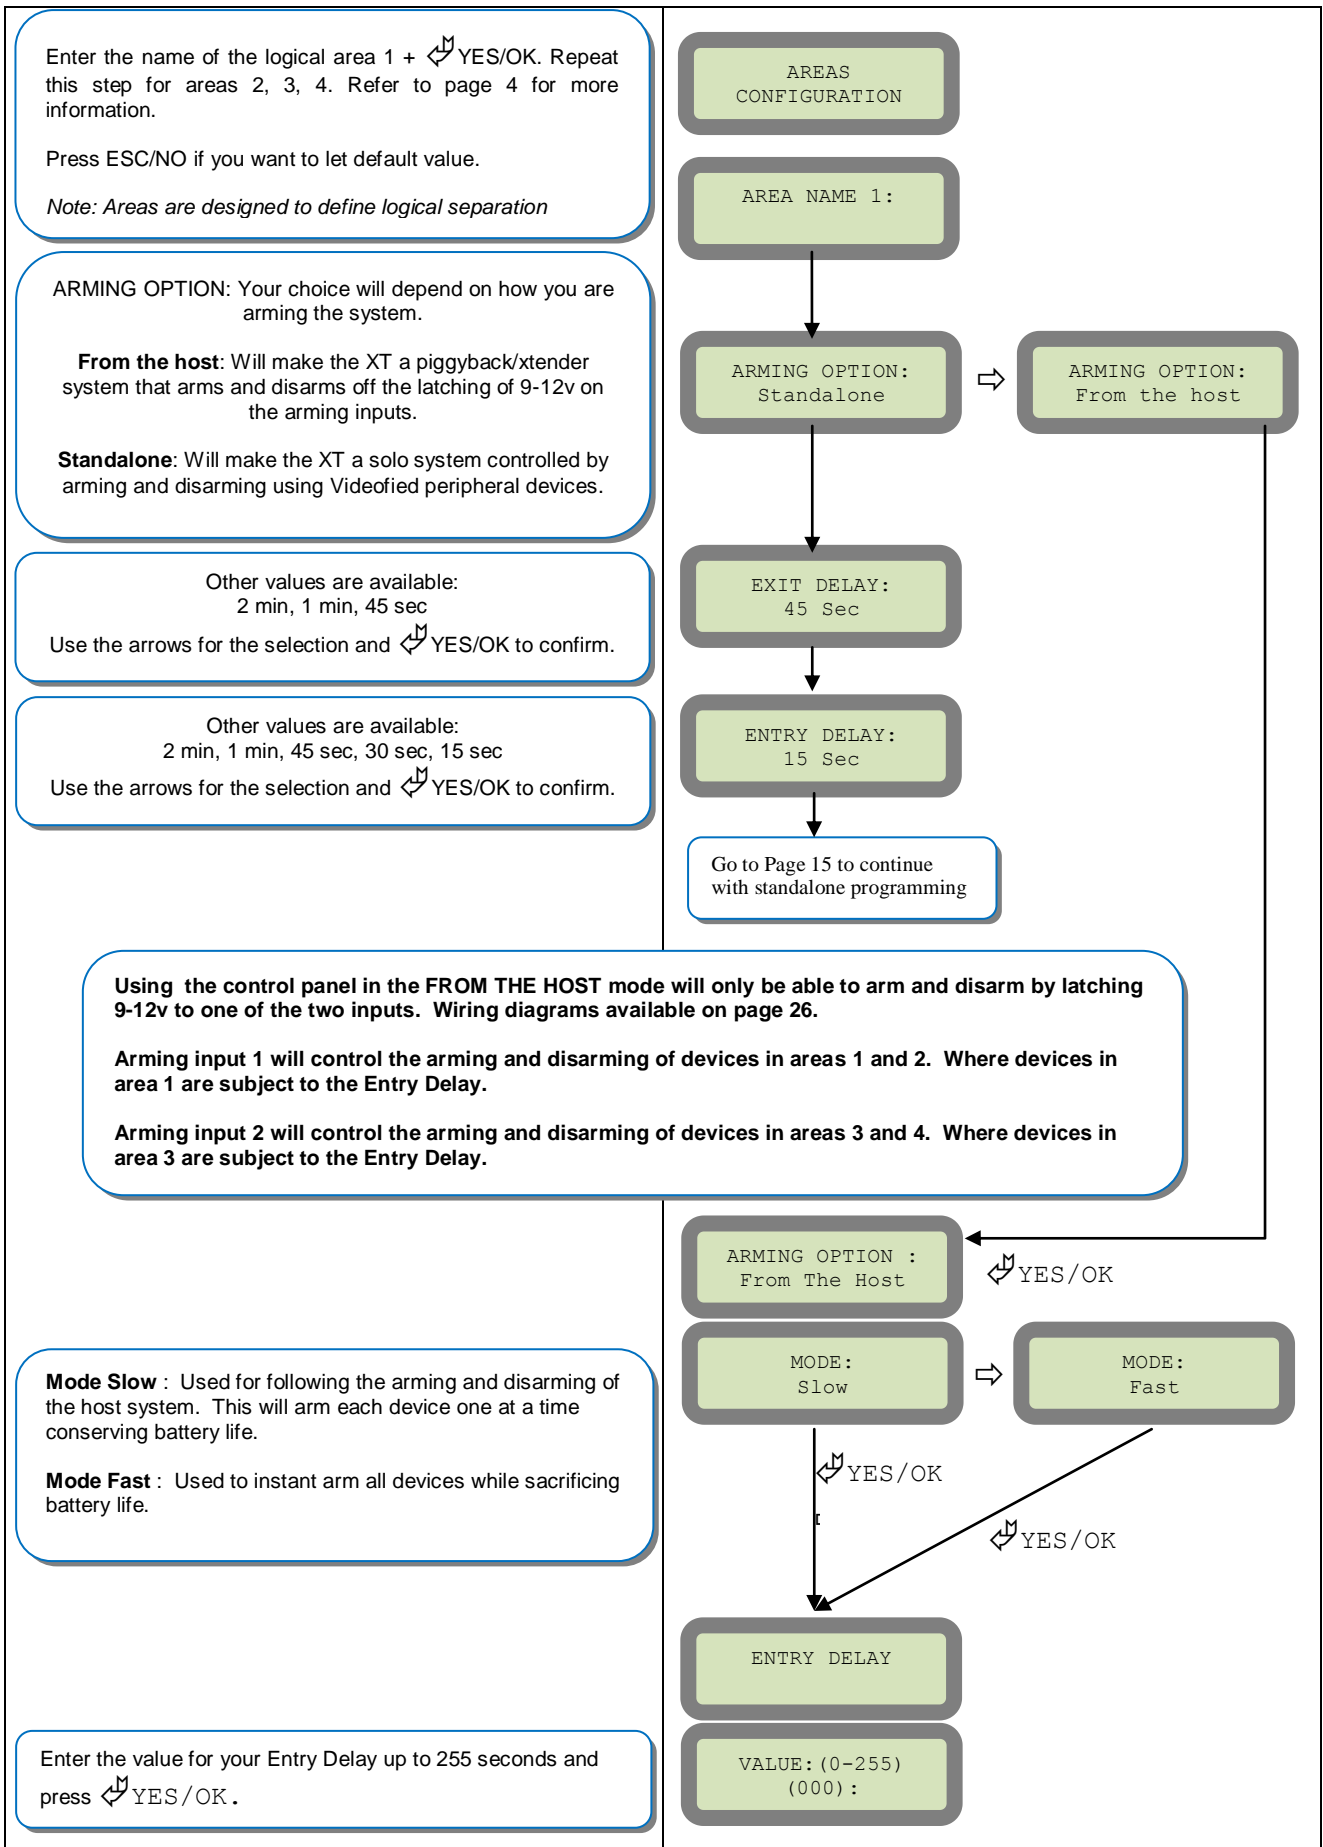 Enter the name of the logical area 1 + YES/OK. Repeat
this step for areas 2, 3, 4. Refer to page 4 for more
information.
Press ESC/NO if you want to let default value.
Note: Areas are designed to define logical separation
AREAS
CONFIGURATION
AREA NAME 1:
ARMING OPTION: Your choice will depend on how you are
arming the system.
From the host: Will make the XT a piggyback/xtender
system that arms and disarms off the latching of 9-12v on
the arming inputs.
Standalone: Will make the XT a solo system controlled by
arming and disarming using Videofied peripheral devices.
ARMING OPTION:
Standalone
ARMING OPTION:
From the host
Other values are available:
2 min, 1 min, 45 sec
Use the arrows for the selection and YES/OK to confirm.
EXIT DELAY:
45 Sec
Other values are available:
2 min, 1 min, 45 sec, 30 sec, 15 sec
Use the arrows for the selection and YES/OK to confirm.
ENTRY DELAY:
15 Sec
Go to Page 15 to continue
with standalone programming
Using the control panel in the FROM THE HOST mode will only be able to arm and disarm by latching
9-12v to one of the two inputs. Wiring diagrams available on page 26.
Arming input 1 will control the arming and disarming of devices in areas 1 and 2. Where devices in
area 1 are subject to the Entry Delay.
Arming input 2 will control the arming and disarming of devices in areas 3 and 4. Where devices in
area 3 are subject to the Entry Delay.
ARMING OPTION :
From The Host
YES/OK
MODE:
Slow
MODE:
Fast
Mode Slow : Used for following the arming and disarming of
the host system. This will arm each device one at a time
conserving battery life.
Mode Fast : Used to instant arm all devices while sacrificing
battery life.
YES/OK
YES/OK
ENTRY DELAY
Enter the value for your Entry Delay up to 255 seconds and
press YES/OK.
VALUE:(0-255)
(000):